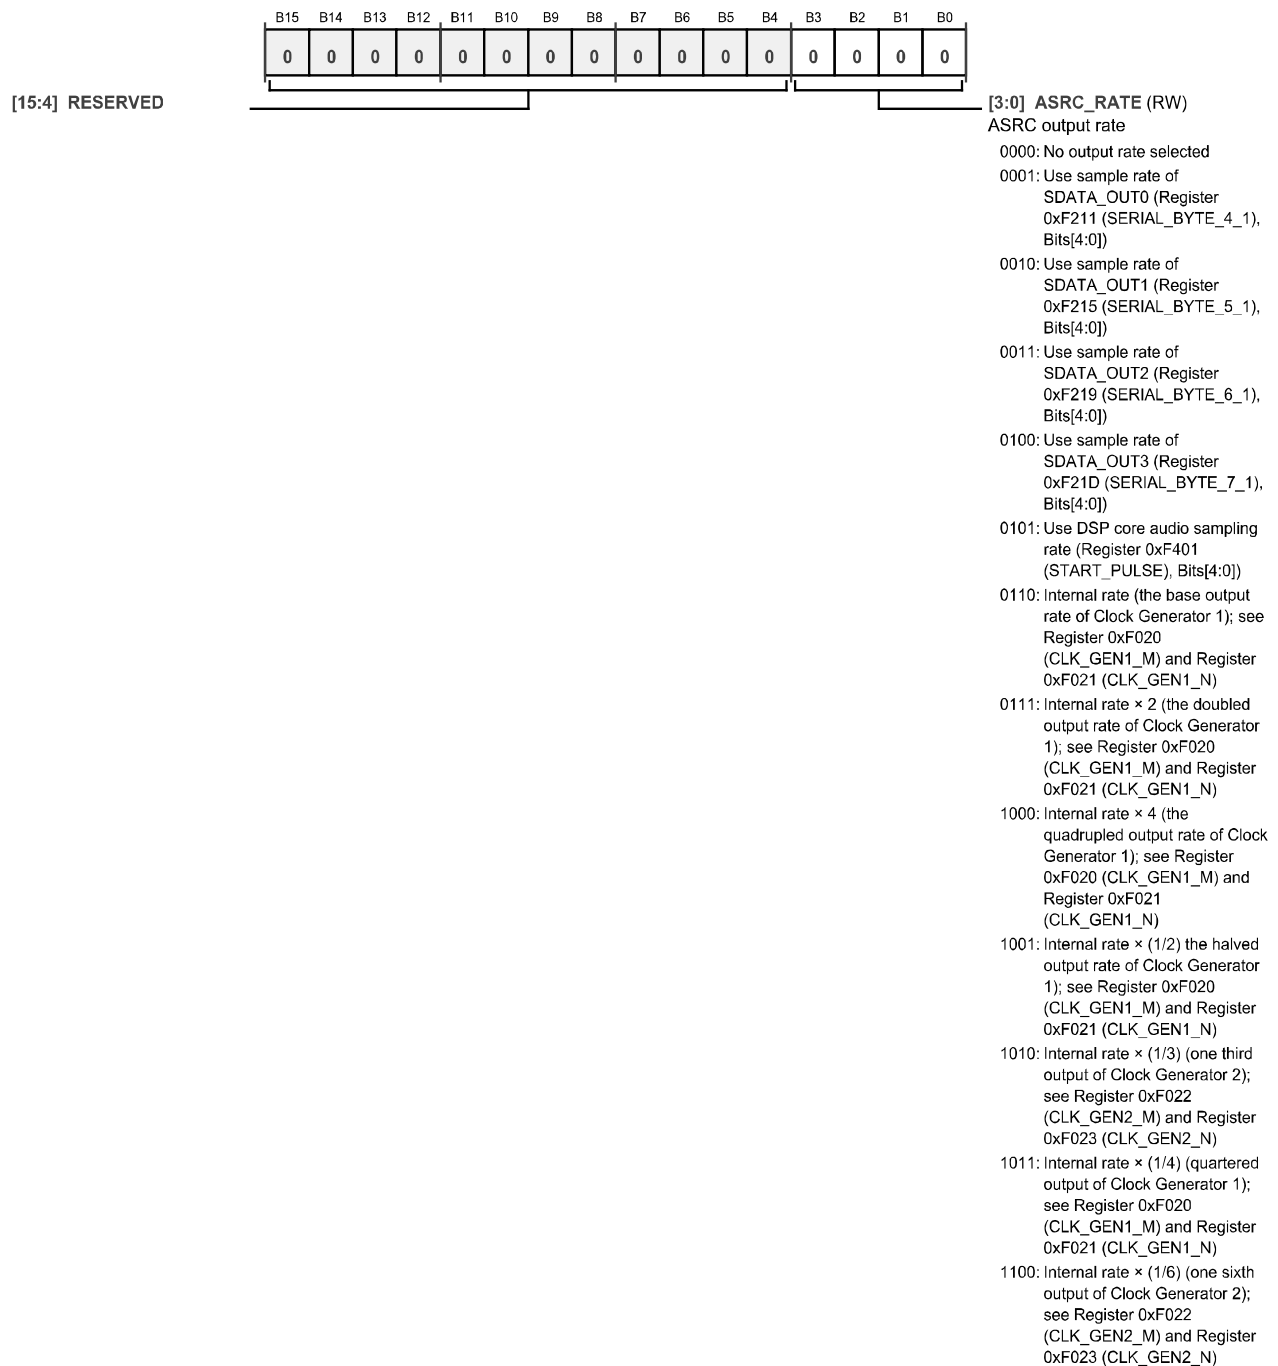 B15 B14 B13 B12 B11 B10 B9 B8 B7 B6 B5 B4 B3 B2 B1 B0
0 0 0 0 0 0 0 0 0 0 0 0 0 0 0 0
[15:4] RESERVED
[3:0] ASRC_RATE (RW)
ASRC output rate
0000: No output rate selected
0001: Use sample rate of
SDATA_OUT0 (Register
0xF211 (SERIAL_BYTE_4_1),
Bits[4:0])
0010: Use sample rate of
SDATA_OUT1 (Register
0xF215 (SERIAL_BYTE_5_1),
Bits[4:0])
0011: Use sample rate of
SDATA_OUT2 (Register
0xF219 (SERIAL_BYTE_6_1),
Bits[4:0])
0100: Use sample rate of
SDATA_OUT3 (Register
0xF21D (SERIAL_BYTE_7_1),
Bits[4:0])
0101: Use DSP core audio sampling
rate (Register 0xF401
(START_PULSE), Bits[4:0])
0110: Internal rate (the base output
rate of Clock Generator 1); see
Register 0xF020
(CLK_GEN1_M) and Register
0xF021 (CLK_GEN1_N)
0111: Internal rate × 2 (the doubled
output rate of Clock Generator
1); see Register 0xF020
(CLK_GEN1_M) and Register
0xF021 (CLK_GEN1_N)
1000: Internal rate × 4 (the
quadrupled output rate of Clock
Generator 1); see Register
0xF020 (CLK_GEN1_M) and
Register 0xF021
(CLK_GEN1_N)
1001: Internal rate × (1/2) the halved
output rate of Clock Generator
1); see Register 0xF020
(CLK_GEN1_M) and Register
0xF021 (CLK_GEN1_N)
1010: Internal rate × (1/3) (one third
output of Clock Generator 2);
see Register 0xF022
(CLK_GEN2_M) and Register
0xF023 (CLK_GEN2_N)
1011: Internal rate × (1/4) (quartered
output of Clock Generator 1);
see Register 0xF020
(CLK_GEN1_M) and Register
0xF021 (CLK_GEN1_N)
1100: Internal rate × (1/6) (one sixth
output of Clock Generator 2);
see Register 0xF022
(CLK_GEN2_M) and Register
0xF023 (CLK_GEN2_N)